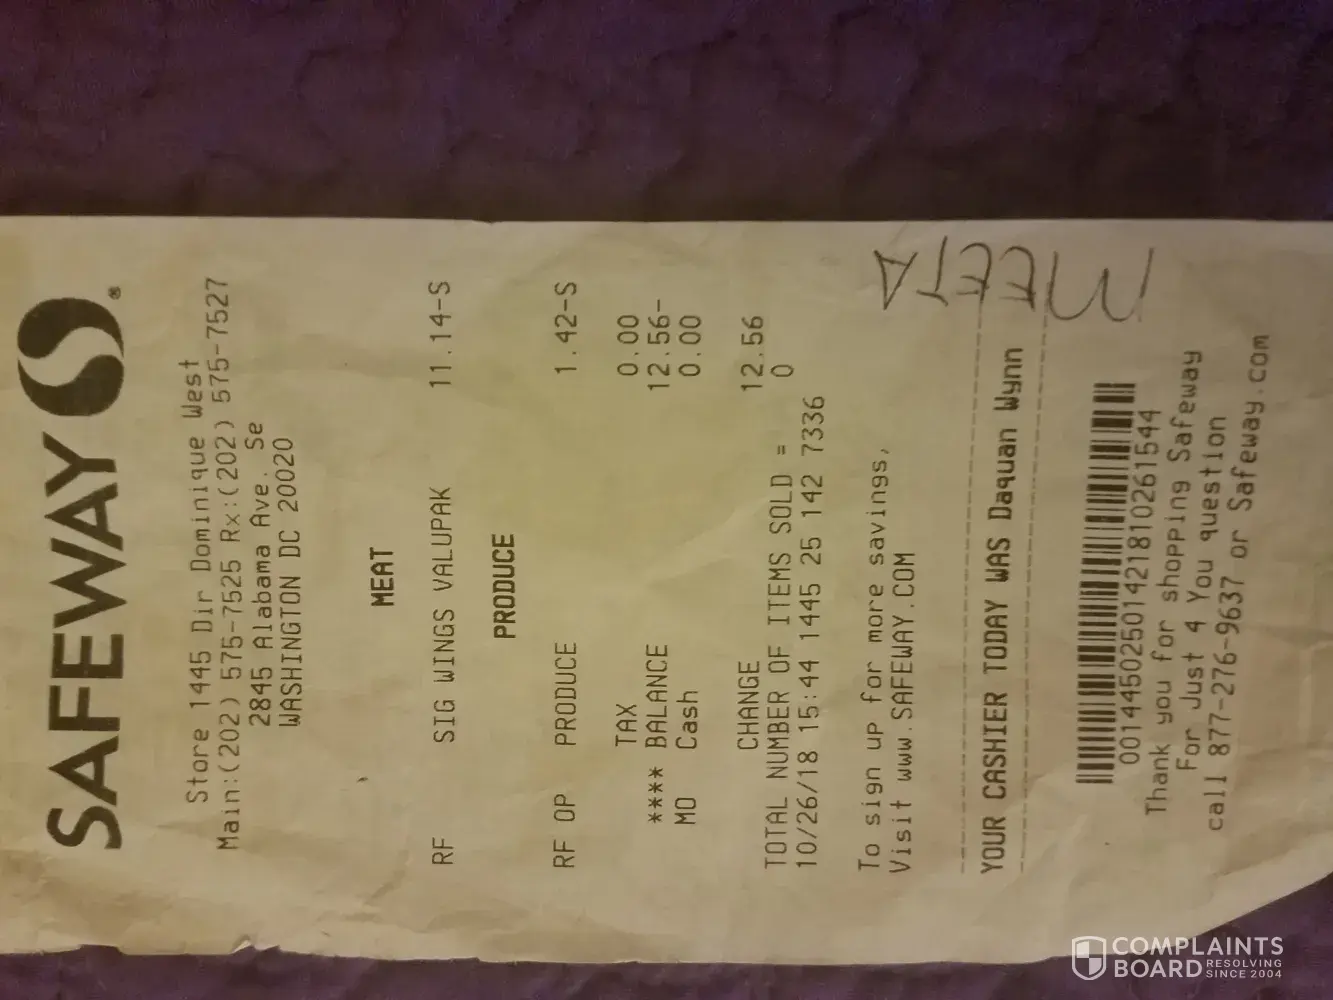 SAFEWAY
Store 1445 Dir Dominique West
Main:(202) 575-7525 Rx:(202) 575-7527
2845 Alabama Ave. Se
WASHINGTON DC 20020
MEAT
RF SIG WINGS VALUPAK 11.14-S
PRODUCE
RF OP PRODUCE 1.42-S
TAX 0.00
**** BALANCE 12.56-
MO Cash 0.00
CHANGE 12.56
TOTAL NUMBER OF ITEMS SOLD = 0
10/26/18 15:44 1445 25 142 7336
To sign up for more savings,
Visit www.SAFEWAY.COM
YOUR CASHIER TODAY WAS Daquan Wynn
00144502501421810261544
Thank you for shopping Safeway
For Just 4 You question
call 877-276-9637 or Safeway.com
COMPLAINTS
BOARD RESOLVING
SINCE 2004